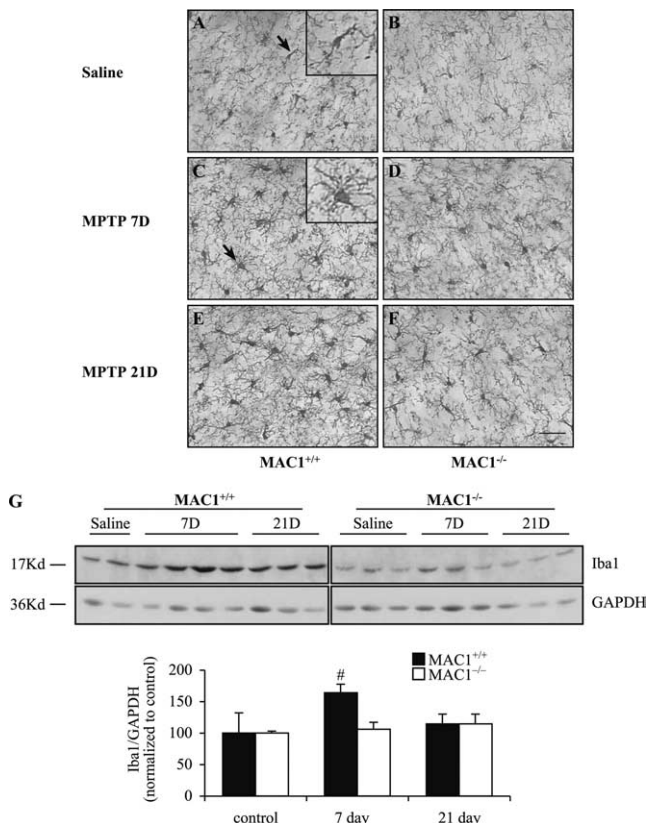 A B
Saline
C D
MPTP 7D
E F
MPTP 21D
MAC1+/+ MAC1-/-
G MAC1+/+ MAC1-/-
Saline 7D 21D Saline 7D 21D
17Kd Iba1
36Kd GAPDH
MAC1+/+
MAC1-/-
Iba1/GAPDH
(normalized to control)
200
150
100
50
0
#
control 7 day 21 day